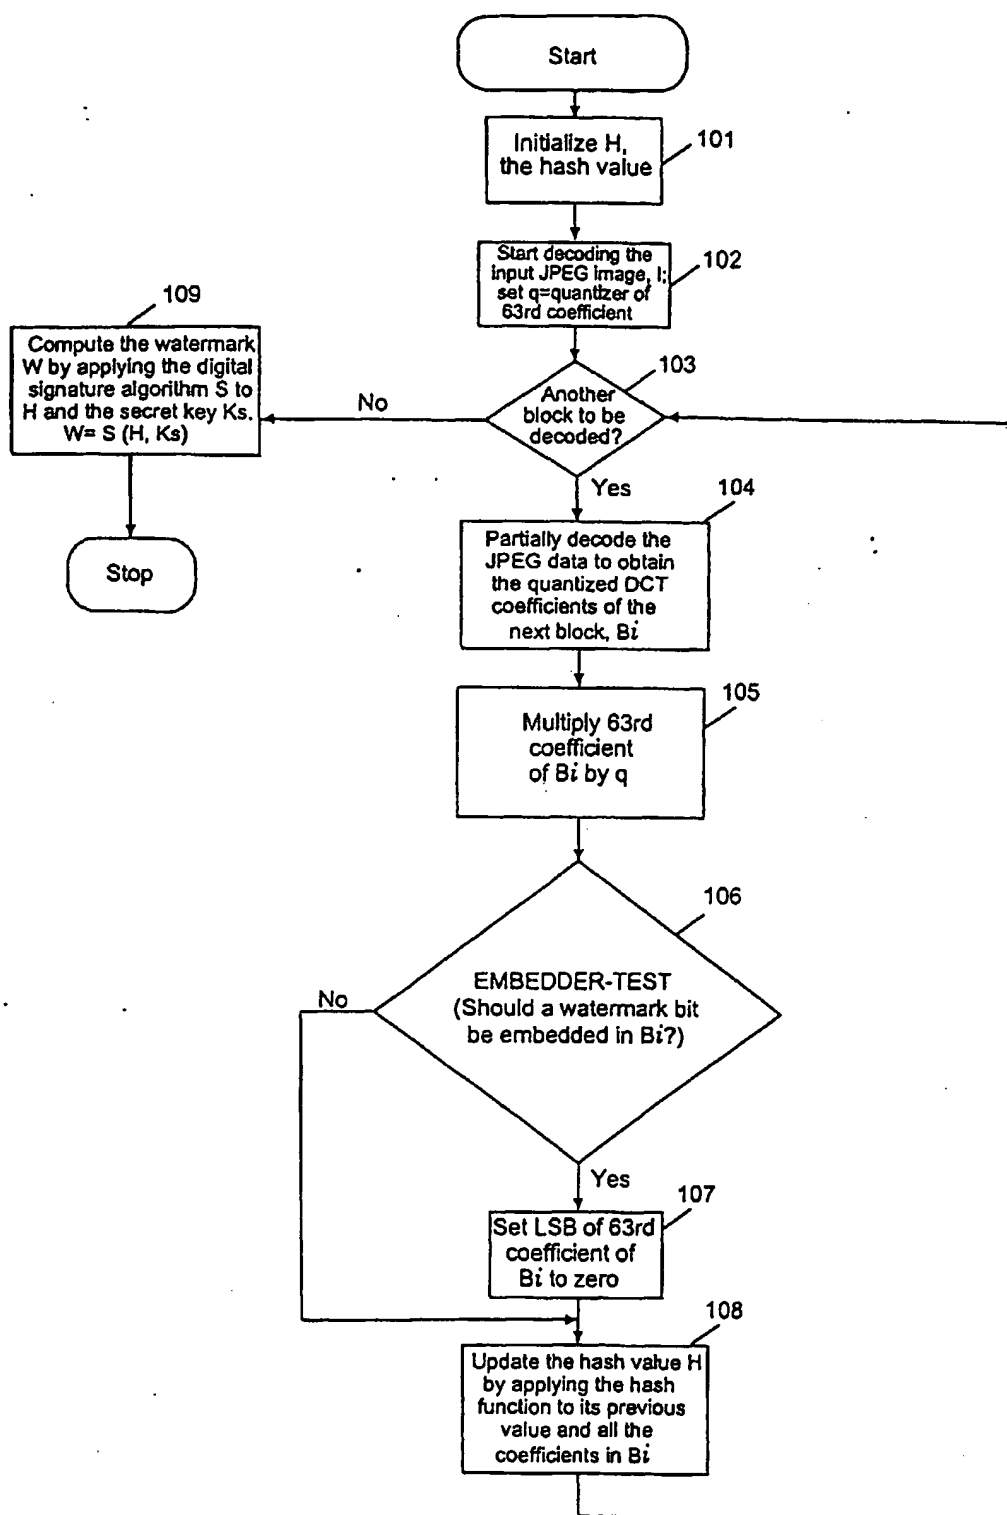 Start
Initialize H,
the hash value
101
Start decoding the
input JPEG image, I;
set q=quantizer of
63rd coefficient
102
109
Compute the watermark
W by applying the digital
signature algorithm S to
H and the secret key Ks.
W= S (H, Ks)
No
Another
block to be
decoded?
103
Yes
Stop
104
Partially decode the
JPEG data to obtain
the quantized DCT
coefficients of the
next block, Bi
105
Multiply 63rd
coefficient
of Bi by q
106
EMBEDDER-TEST
(Should a watermark bit
be embedded in Bi?)
No
Yes
107
Set LSB of 63rd
coefficient of
Bi to zero
108
Update the hash value H
by applying the hash
function to its previous
value and all the
coefficients in Bi